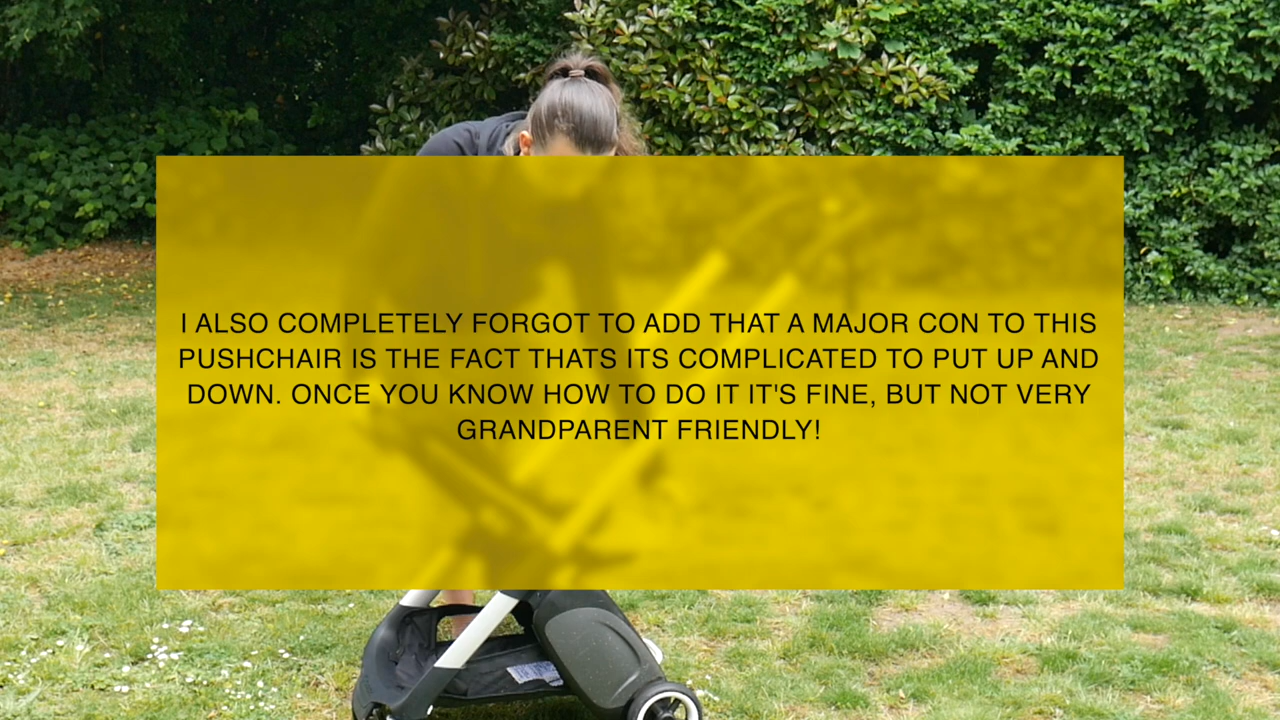 I ALSO COMPLETELY FORGOT TO ADD THAT A MAJOR CON TO THIS
PUSHCHAIR IS THE FACT THATS ITS COMPLICATED TO PUT UP AND
DOWN. ONCE YOU KNOW HOW TO DO IT IT'S FINE, BUT NOT VERY
GRANDPARENT FRIENDLY!